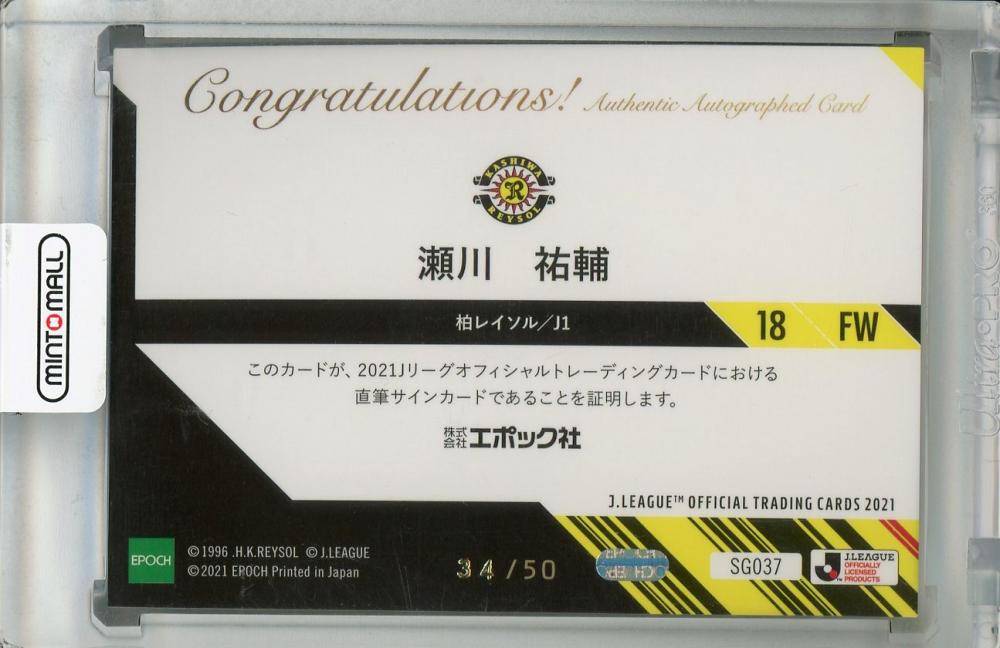 Congratulations! Authentic Autographed Card
KASHIWA
R
REYSOL
瀬川 祐輔
柏レイソル/J1
18 FW
このカードが、2021Jリーグオフィシャルトレーディングカードにおける
直筆サインカードであることを証明します。
株式会社エポック社
J.LEAGUE™ OFFICIAL TRADING CARDS 2021
EPOCH
©1996 .H.K.REYSOL ©J.LEAGUE
©2021 EPOCH Printed in Japan
34/50
SG037
J.LEAGUE
OFFICIALLY
LICENSED
PRODUCTS
MINTOMALL